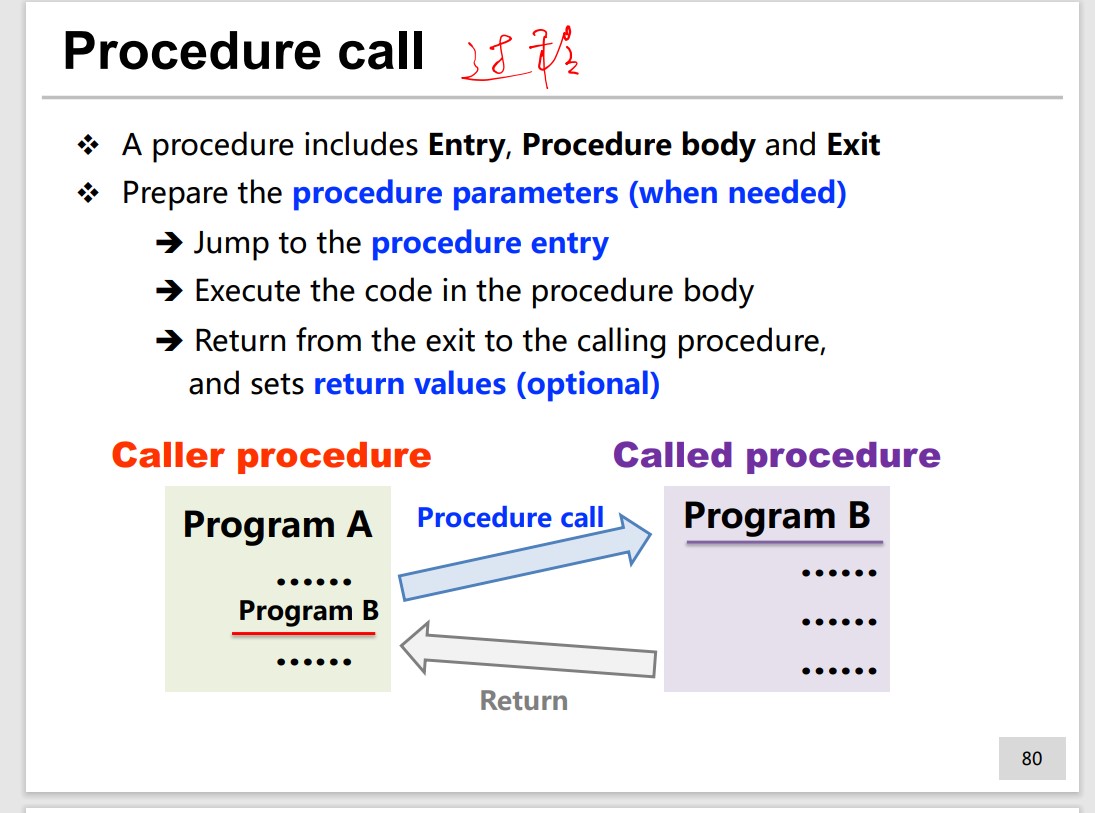 Procedure call 过程
❖ A procedure includes Entry, Procedure body and Exit
❖ Prepare the procedure parameters (when needed)
➔ Jump to the procedure entry
➔ Execute the code in the procedure body
➔ Return from the exit to the calling procedure,
and sets return values (optional)
Caller procedure
Called procedure
Program A
......
Program B
......
Procedure call
Return
Program B
......
......
......
80